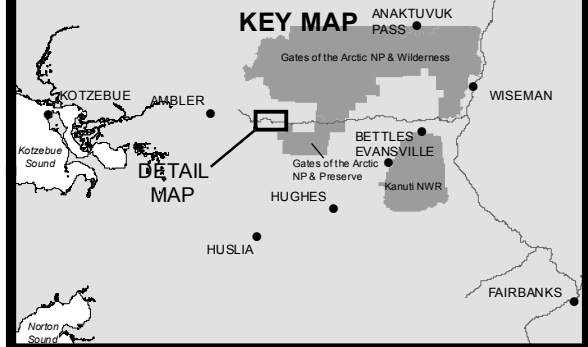 KEY MAP
ANAKTUVUK
PASS
Gates of the Arctic NP & Wilderness
KOTZEBUE
AMBLER
WISEMAN
Kotzebue
Sound
BETTLES
EVANSVILLE
Gates of the Arctic
NP & Preserve
DETAIL
MAP
Kanuti NWR
HUGHES
HUSLIA
FAIRBANKS
Norton
Sound